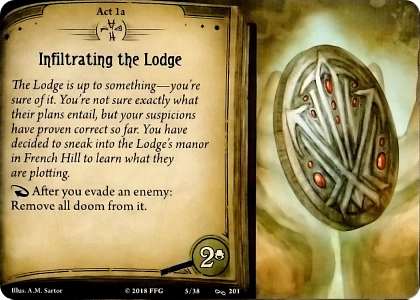 Act 1a
Infiltrating the Lodge
The Lodge is up to something—you're
sure of it. You're not sure exactly what
their plans entail, but your suspicions
have proven correct so far. You have
decided to sneak into the Lodge's manor
in French Hill to learn what they
are plotting.
After you evade an enemy:
Remove all doom from it.
2
Illus. A.M. Sartor © 2018 FFG 5/38 201